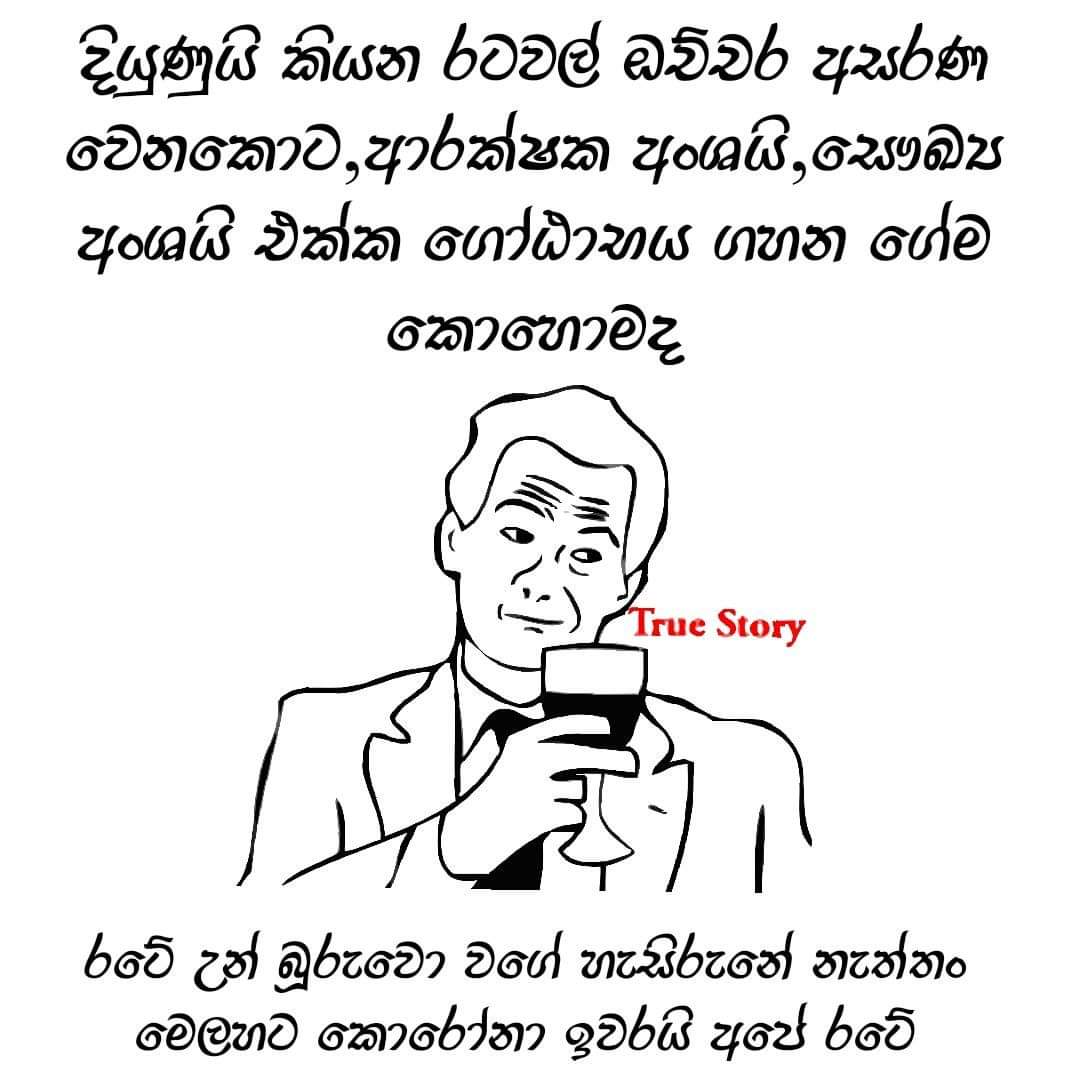 දියුණුයි කියන රටවල් ඔච්චර අසරණ
වෙනකොට,ආරක්ෂක අංශයි,සෞඛ්‍ය
අංශයි එක්ක ගෝඨාභය ගහන ගේම
කොහොමද
True Story
රටේ උන් බූරුවො වගේ හැසිරුනේ නැත්තං
මෙලහට කොරෝනා ඉවරයි අපේ රටේ